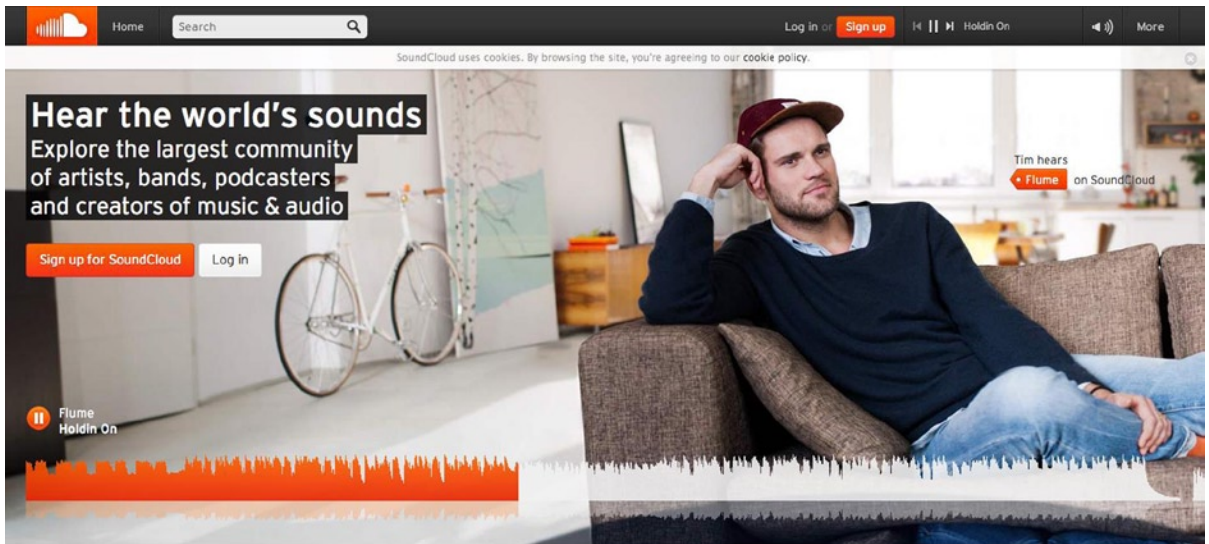 Home
Search
Log in or Sign up
Holdin On
More
SoundCloud uses cookies. By browsing the site, you're agreeing to our cookie policy.
Hear the world's sounds
Explore the largest community
of artists, bands, podcasters
and creators of music & audio
Sign up for SoundCloud
Log in
Tim hears
Flume on SoundCloud
Flume
Holdin On